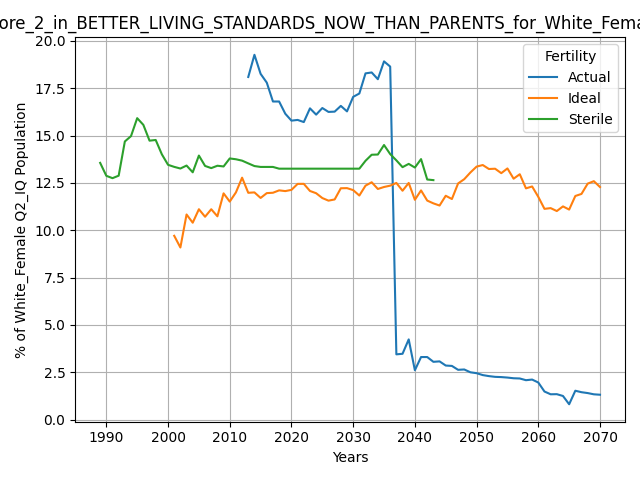 ore_2_in_BETTER_LIVING_STANDARDS_NOW_THAN_PARENTS_for_White_Fema
Fertility
Actual
Ideal
Sterile
% of White_Female Q2_IQ Population
20.0
17.5
15.0
12.5
10.0
7.5
5.0
2.5
0.0
1990 2000 2010 2020 2030 2040 2050 2060 2070
Years